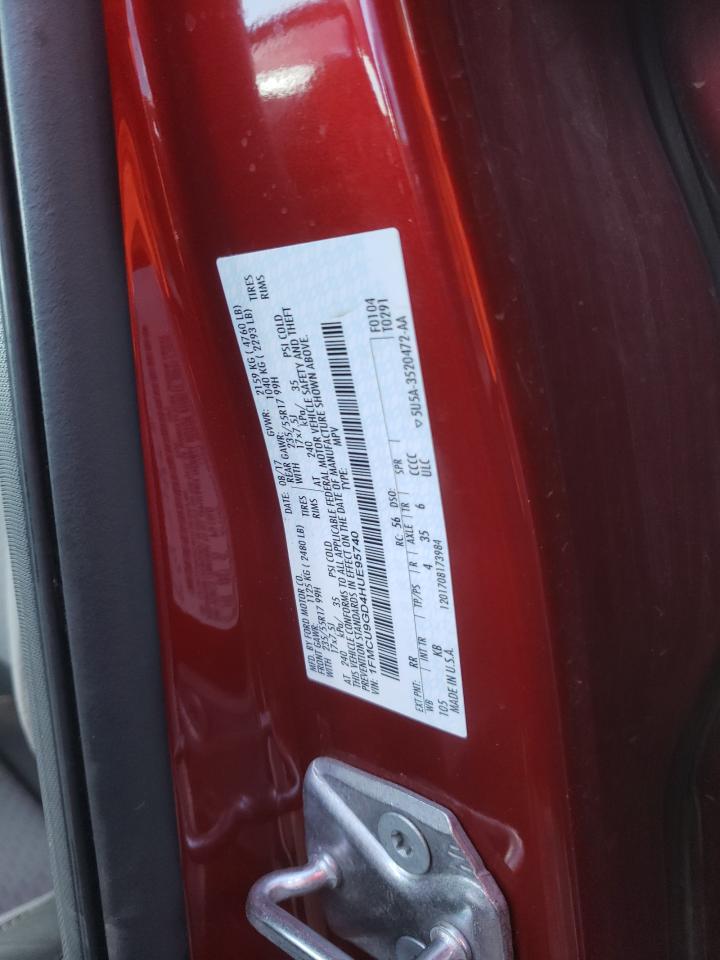 MFD. BY FORD MOTOR CO. DATE: 08/17 GVWR: 2159 KG ( 4760 LB)
FRONT GAWR: 1125 KG ( 2480 LB) REAR GAWR: 1040 KG ( 2293 LB)
WITH 235/55R17 99H TIRES WITH 235/55R17 99H TIRES
17x7.5J RIMS 17x7.5J RIMS
AT 240 kPa/ 35 PSI COLD AT 240 kPa/ 35 PSI COLD
THIS VEHICLE CONFORMS TO ALL APPLICABLE FEDERAL MOTOR VEHICLE SAFETY AND THEFT
PREVENTION STANDARDS IN EFFECT ON THE DATE OF MANUFACTURE SHOWN ABOVE.
VIN: 1FMCU9GD4HUE95740 TYPE: MPV
F0104
T0291
EXT PNT: RR RC: 56 DSO:
WB INT TR TP/PS R AXLE TR SPR
105 KB 4 35 6 CCCC
MADE IN U.S.A. 1201708173984 ULC
5U5A-3520472-AA